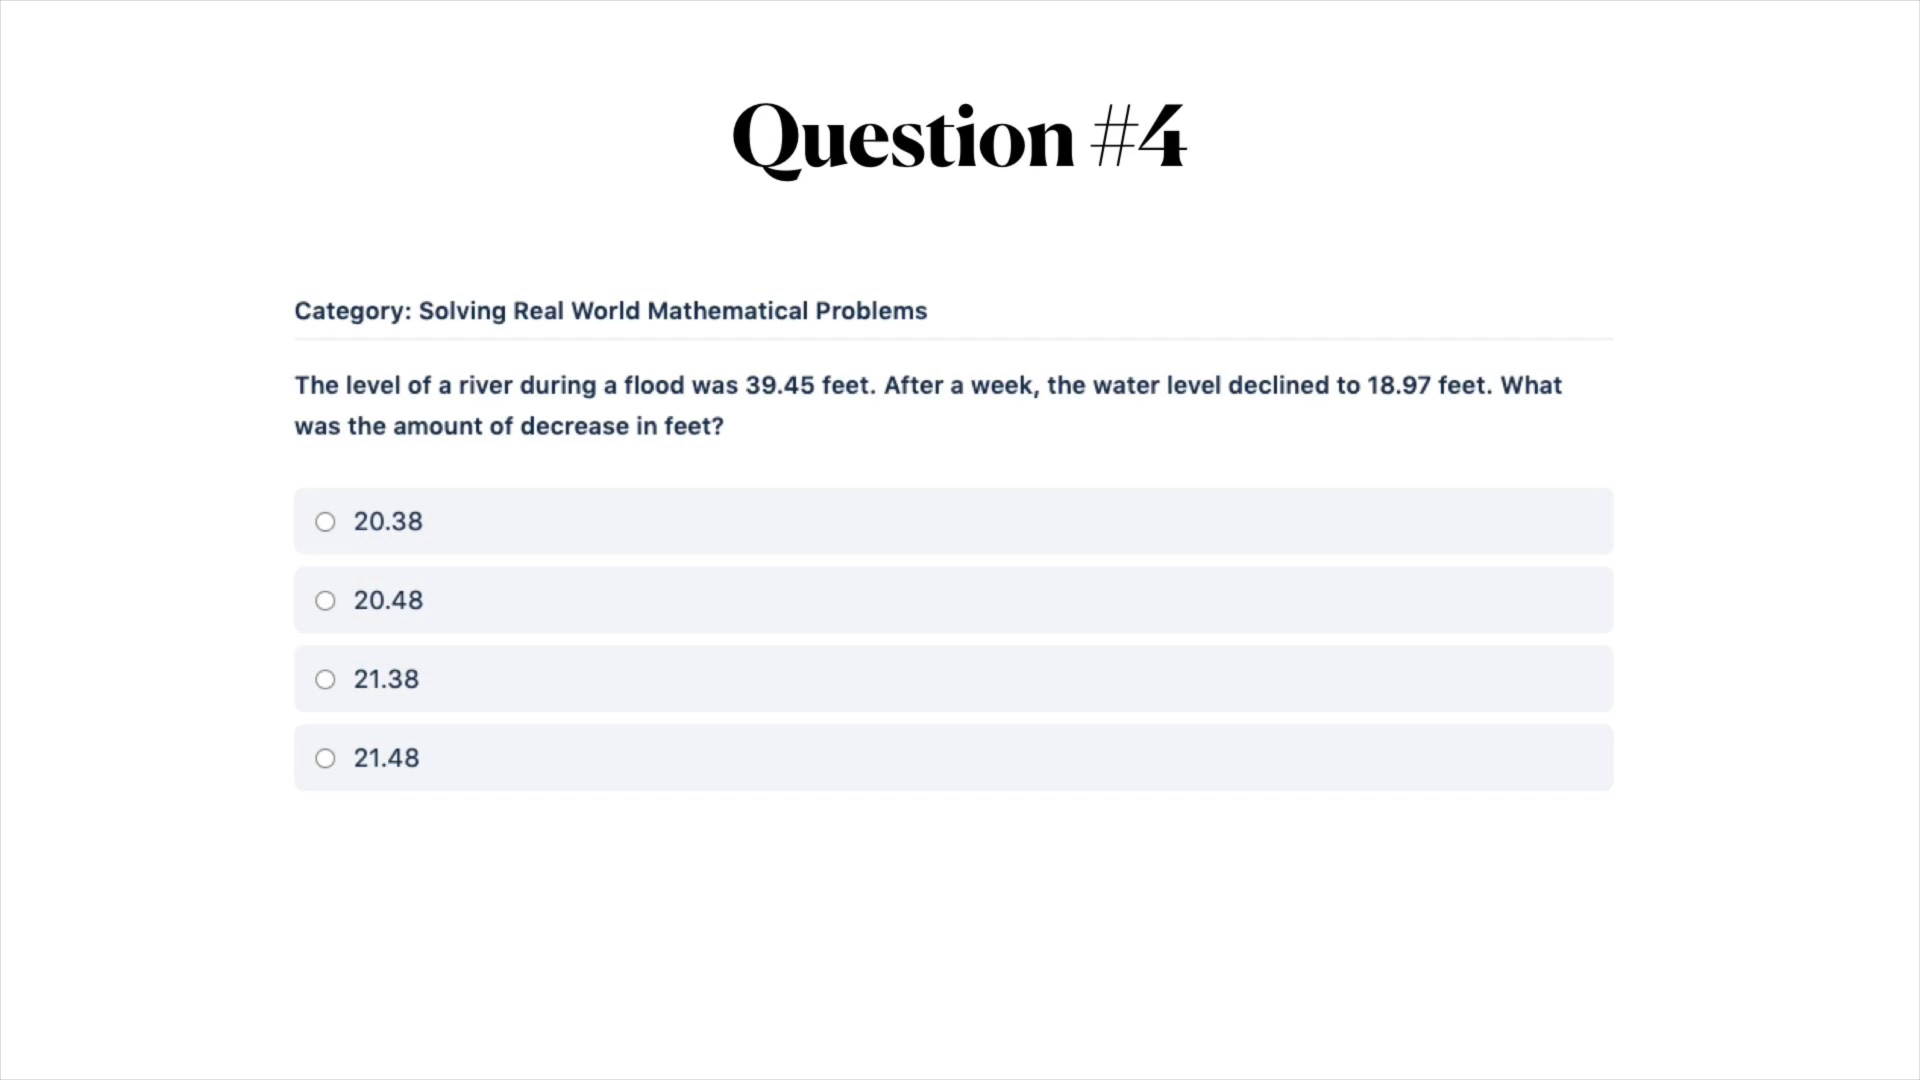 Question #4
Category: Solving Real World Mathematical Problems
The level of a river during a flood was 39.45 feet. After a week, the water level declined to 18.97 feet. What
was the amount of decrease in feet?
20.38
20.48
21.38
21.48